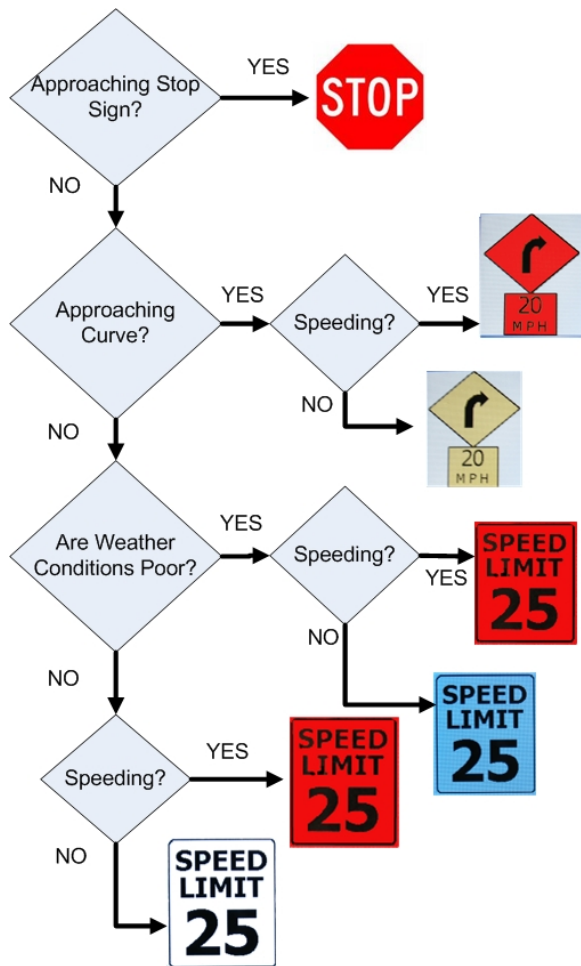 Approaching Stop
Sign?
YES
STOP
NO
Approaching
Curve?
YES
Speeding?
YES
20
MPH
NO
20
MPH
NO
Are Weather
Conditions Poor?
YES
Speeding?
YES
SPEED
LIMIT
25
NO
SPEED
LIMIT
25
NO
Speeding?
YES
SPEED
LIMIT
25
NO
SPEED
LIMIT
25